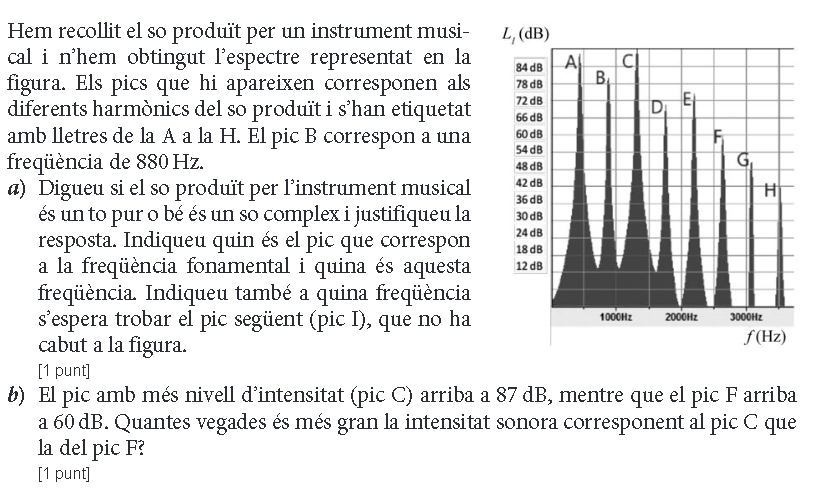 Hem recollit el so produït per un instrument musi-
cal i n’hem obtingut l’espectre representat en la
figura. Els pics que hi apareixen corresponen als
diferents harmònics del so produït i s’han etiquetat
amb lletres de la A a la H. El pic B correspon a una
freqüència de 880 Hz.
a) Digueu si el so produït per l’instrument musical
és un to pur o bé és un so complex i justifiqueu la
resposta. Indiqueu quin és el pic que correspon
a la freqüència fonamental i quina és aquesta
freqüència. Indiqueu també a quina freqüència
s’espera trobar el pic següent (pic I), que no ha
cabut a la figura.
[1 punt]
L_I (dB)
84 dB
78 dB
72 dB
66 dB
60 dB
54 dB
48 dB
42 dB
36 dB
30 dB
24 dB
18 dB
12 dB
A
B
C
D
E
F
G
H
1000Hz 2000Hz 3000Hz
f (Hz)
b) El pic amb més nivell d’intensitat (pic C) arriba a 87 dB, mentre que el pic F arriba
a 60 dB. Quantes vegades és més gran la intensitat sonora corresponent al pic C que
la del pic F?
[1 punt]